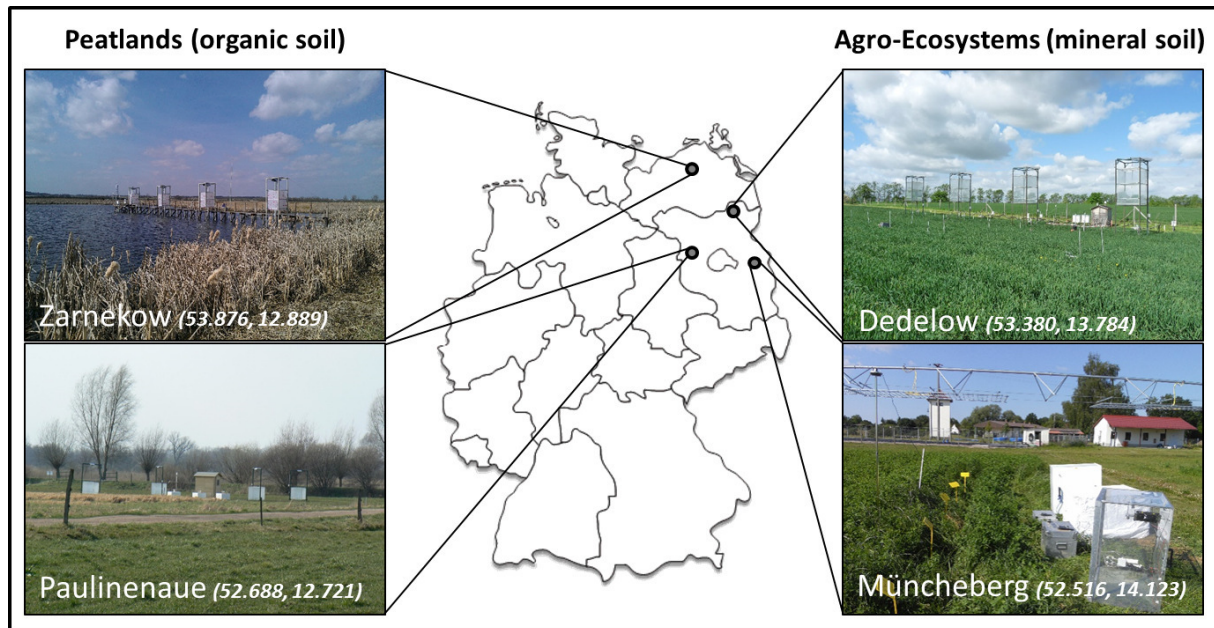 Peatlands (organic soil)
Agro-Ecosystems (mineral soil)
Zarnekow (53.876, 12.889)
Dedelow (53.380, 13.784)
Paulinenaue (52.688, 12.721)
Müncheberg (52.516, 14.123)